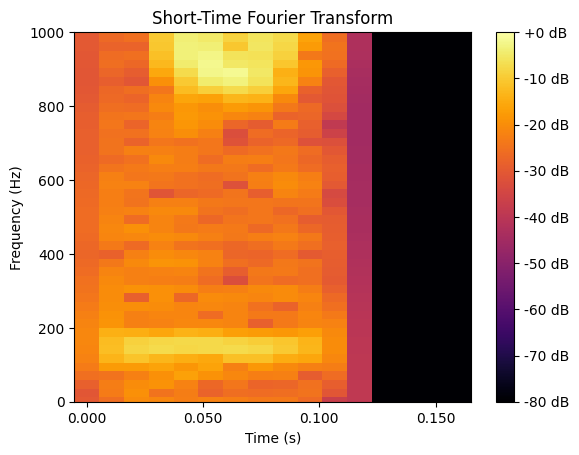 Short-Time Fourier Transform
Frequency (Hz)
1000
800
600
400
200
0
0.000
0.050
0.100
0.150
Time (s)
+0 dB
-10 dB
-20 dB
-30 dB
-40 dB
-50 dB
-60 dB
-70 dB
-80 dB